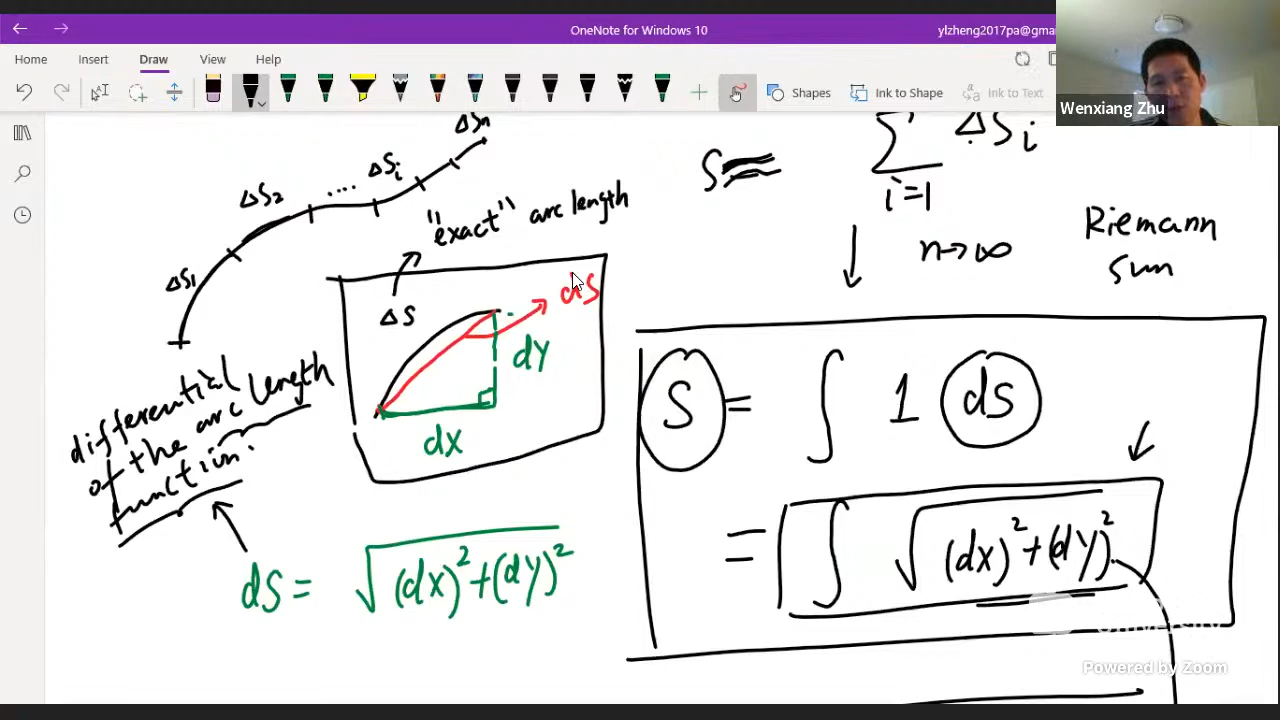 OneNote for Windows 10
ylzheng2017pa@gma
Home Insert Draw View Help
Shapes
Ink to Shape
Ink to Text
Wenxiang Zhu
ΔS1
ΔS2
....
ΔSi
ΔSn
"exact" arc length
ΔS
dS
dY
dX
differential
of the arc length
function.
dS = √(dX)²+(dY)²
S
Σ ΔSi
i=1
n→∞
Riemann
sum
S = ∫ 1 dS
= ∫ √(dX)²+(dY)²
University
Powered by Zoom